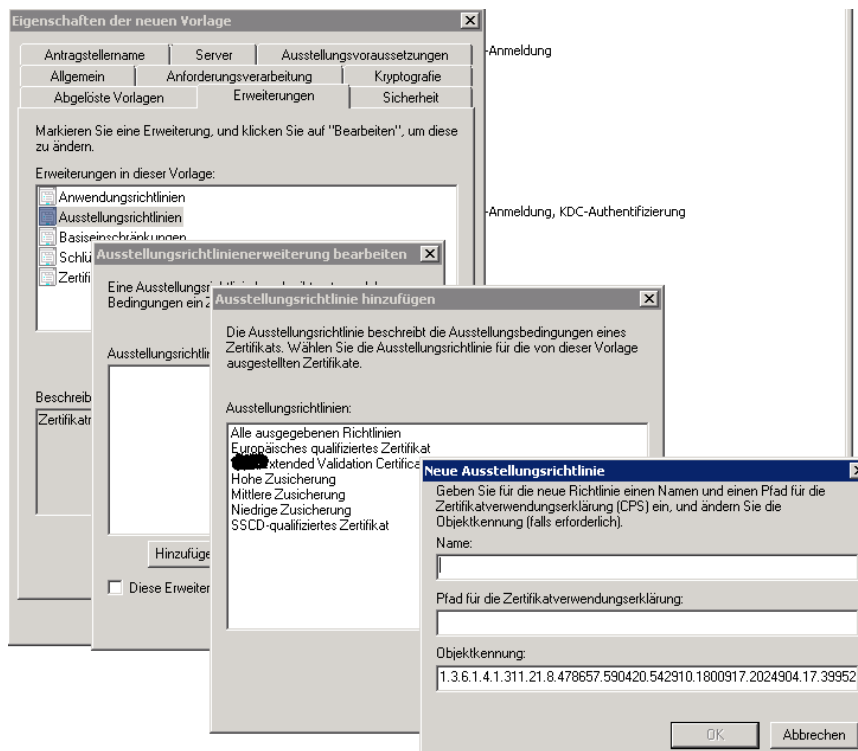 Eigenschaften der neuen Vorlage
Antragstellername
Server
Ausstellungsvoraussetzungen
Allgemein
Anforderungsverarbeitung
Kryptografie
Abgelöste Vorlagen
Erweiterungen
Sicherheit
Markieren Sie eine Erweiterung, und klicken Sie auf "Bearbeiten", um diese
zu ändern.
Erweiterungen in dieser Vorlage:
Anwendungsrichtlinien
Ausstellungsrichtlinien
Basiseinschränkungen
Schlü
Zertifi
Beschreib
Zertifikatr
-Anmeldung
-Anmeldung, KDC-Authentifizierung
Ausstellungsrichtlinienerweiterung bearbeiten
Eine Ausstellungsri
Bedingungen ein Z
Ausstellungsrichtlin
Hinzufüge
Diese Erweiter
Ausstellungsrichtlinie hinzufügen
Die Ausstellungsrichtlinie beschreibt die Ausstellungsbedingungen eines
Zertifikats. Wählen Sie die Ausstellungsrichtlinie für die von dieser Vorlage
ausgestellten Zertifikate.
Ausstellungsrichtlinien:
Alle ausgegebenen Richtlinien
Europäisches qualifiziertes Zertifikat
xtended Validation Certifica
Hohe Zusicherung
Mittlere Zusicherung
Niedrige Zusicherung
SSCD-qualifiziertes Zertifikat
Neue Ausstellungsrichtlinie
Geben Sie für die neue Richtlinie einen Namen und einen Pfad für die
Zertifikatverwendungserklärung (CPS) ein, und ändern Sie die
Objektkennung (falls erforderlich).
Name:
Pfad für die Zertifikatverwendungserklärung:
Objektkennung:
1.3.6.1.4.1.311.21.8.478657.590420.542910.1800917.2024904.17.39952
OK
Abbrechen